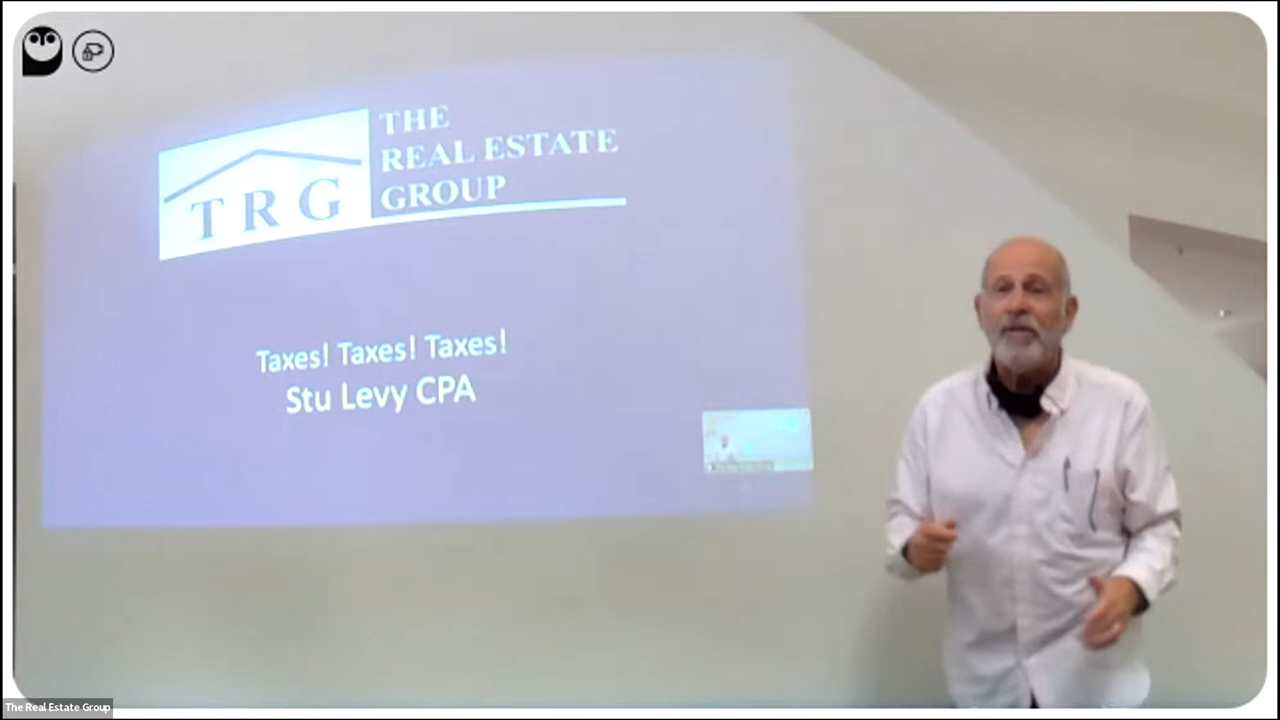 THE
REAL ESTATE
GROUP
TRG
Taxes! Taxes! Taxes!
Stu Levy CPA
The Real Estate Group